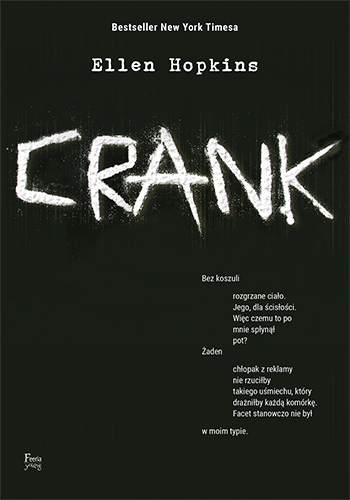 Bestseller New York Timesa
Ellen Hopkins
CRANK
Bez koszuli
rozgrzane ciało.
Jego, dla ścisłości.
Więc czemu to po
mnie spłynął
pot?
Żaden
chłopak z reklamy
nie rzuciłby
takiego uśmiechu, który
drażniłby każdą komórkę.
Facet stanowczo nie był
w moim typie.
Feeria
young